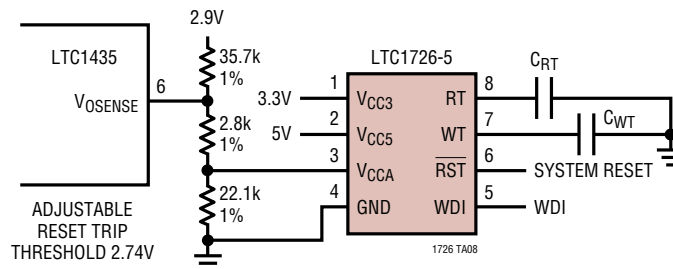 2.9V
LTC1435
35.7k
1%
6
VOSENSE
2.8k
1%
22.1k
1%
ADJUSTABLE
RESET TRIP
THRESHOLD 2.74V
LTC1726-5
3.3V
1
VCC3
5V
2
VCC5
3
VCCA
4
GND
RT
8
CRT
WT
7
CWT
RST
6
SYSTEM RESET
WDI
5
WDI
1726 TA08